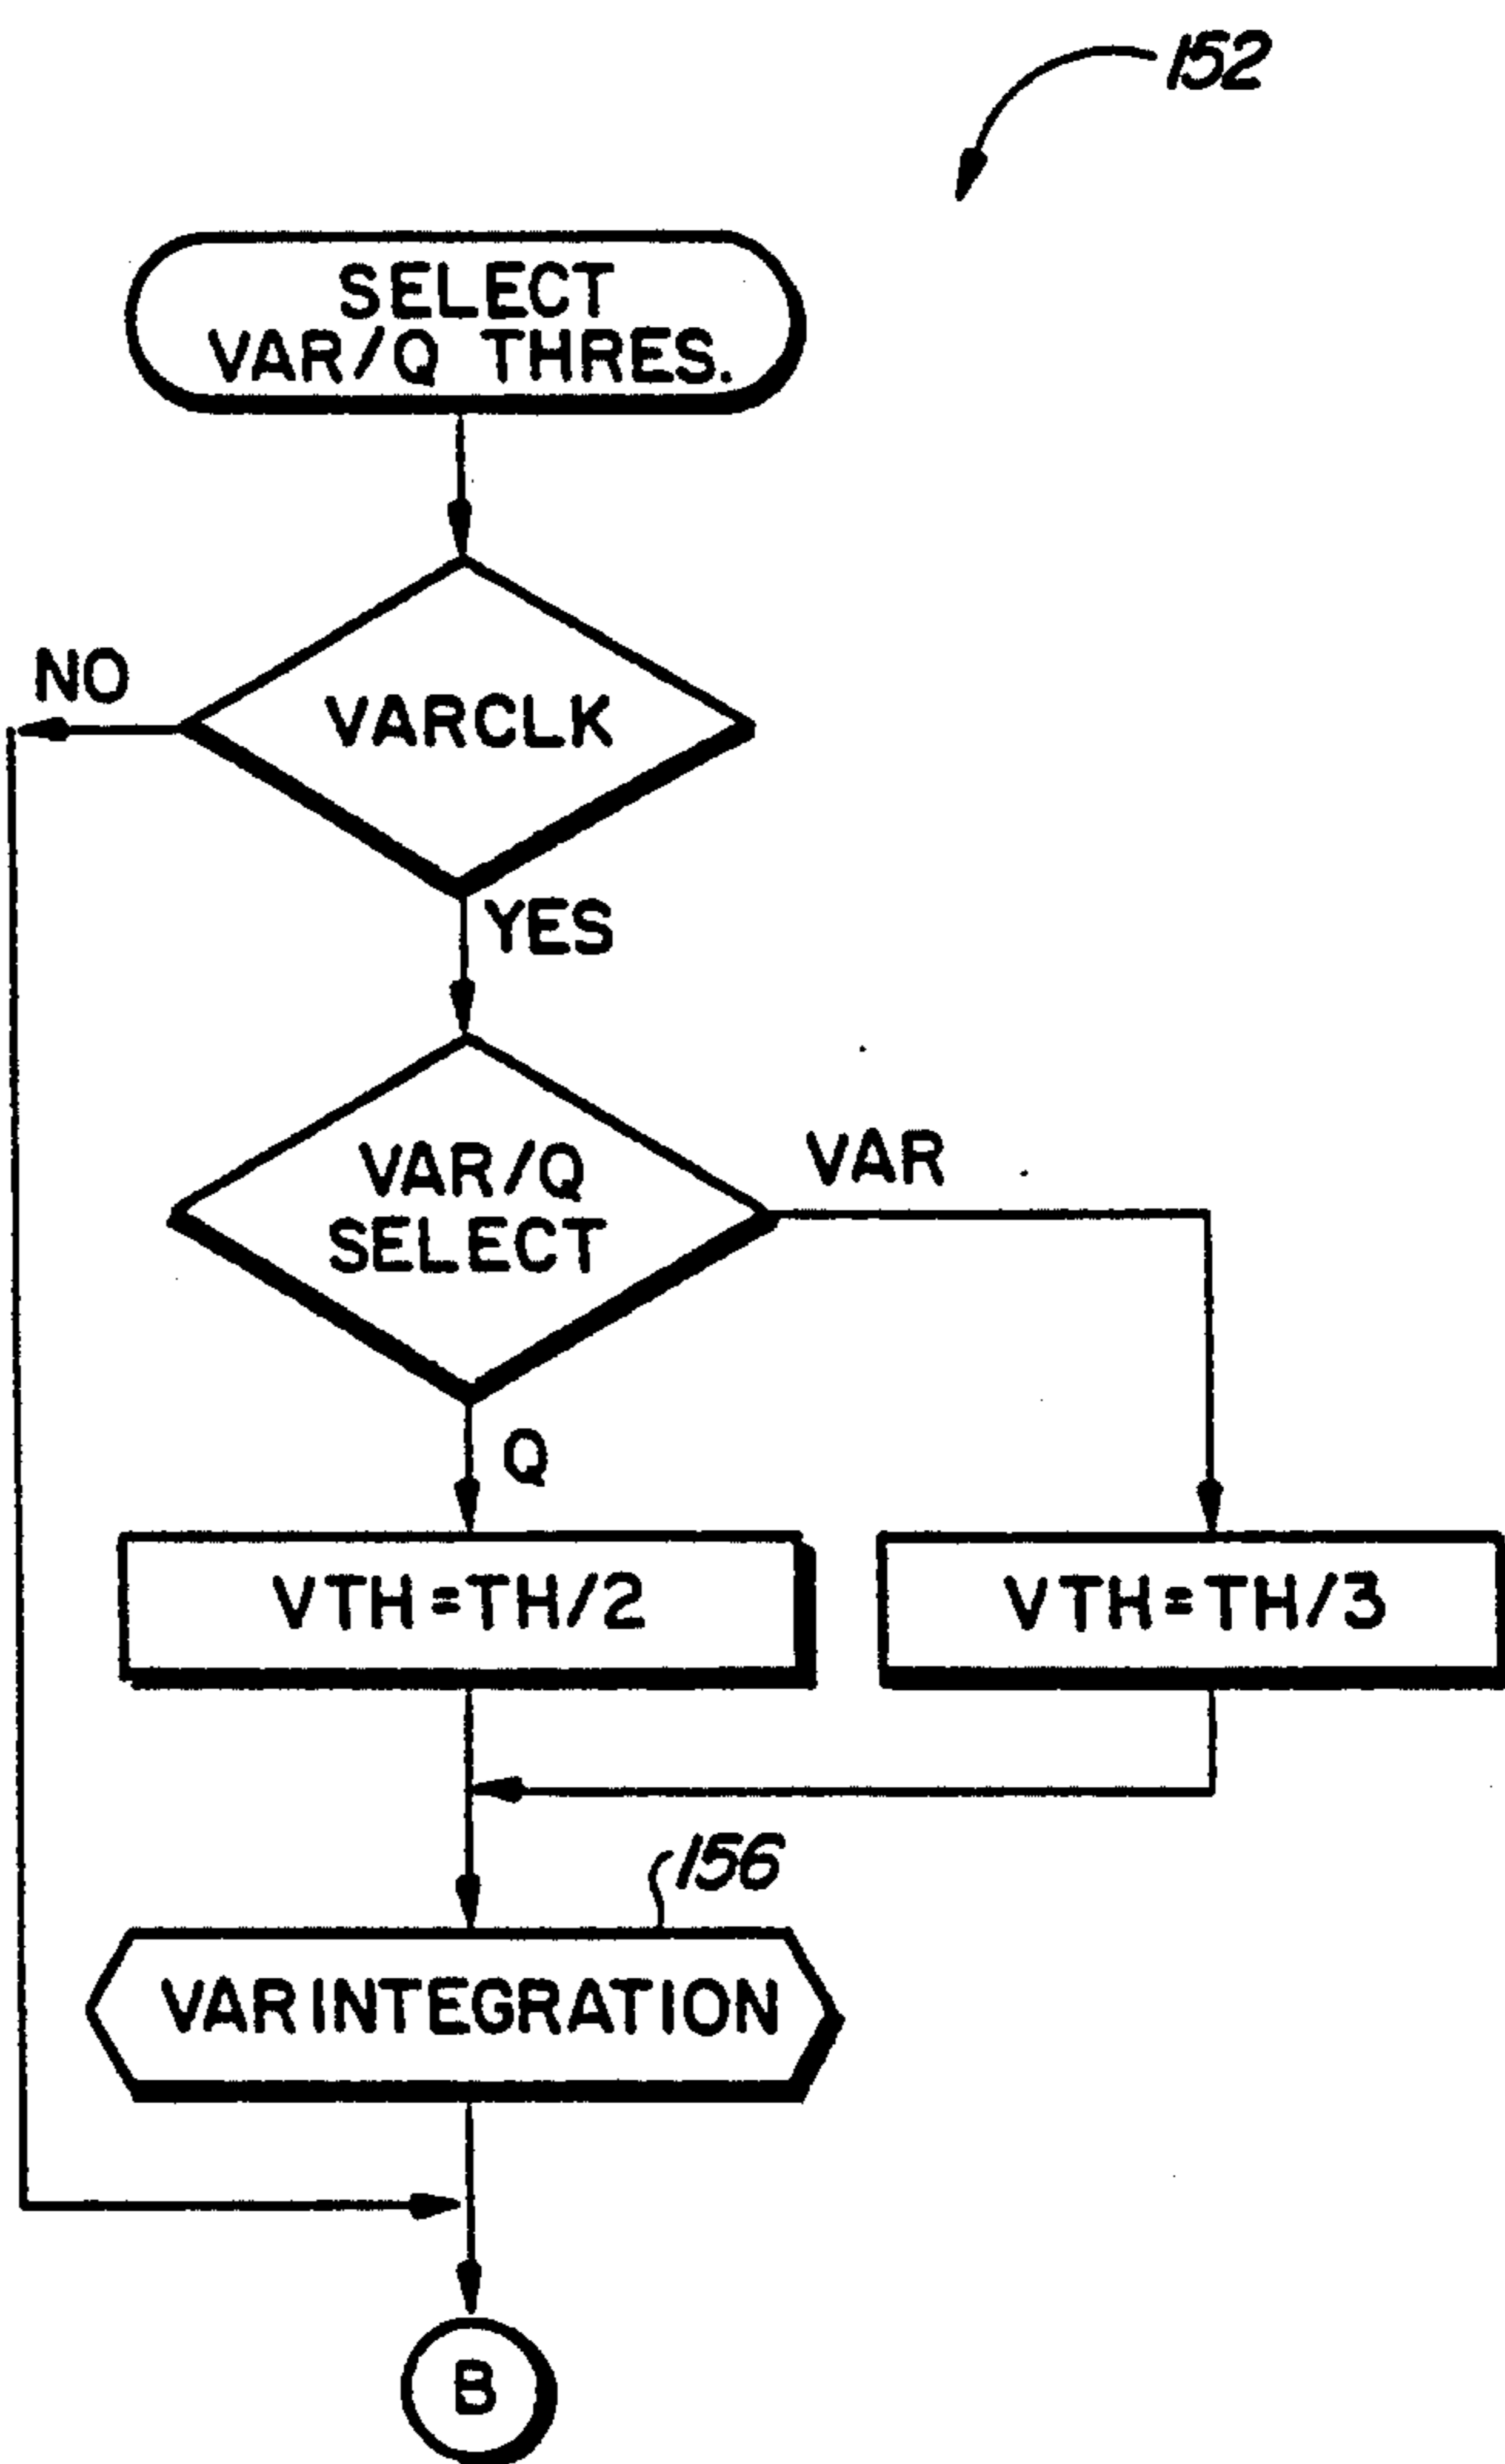 152
SELECT
VAR/Q THRES.
NO
VARCLK
YES
VAR/Q
SELECT
VAR
Q
VTH=TH/2
VTH=TH/3
156
VAR INTEGRATION
B